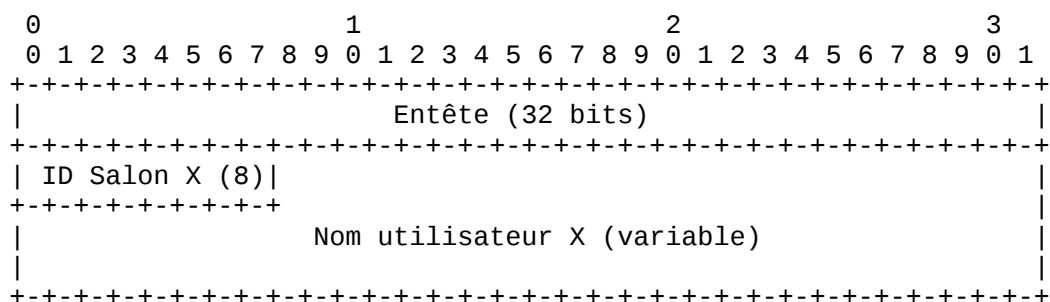 0                   1                   2                   3
 0 1 2 3 4 5 6 7 8 9 0 1 2 3 4 5 6 7 8 9 0 1 2 3 4 5 6 7 8 9 0 1
+-+-+-+-+-+-+-+-+-+-+-+-+-+-+-+-+-+-+-+-+-+-+-+-+-+-+-+-+-+-+-+-+
|                       Entête (32 bits)                        |
+-+-+-+-+-+-+-+-+-+-+-+-+-+-+-+-+-+-+-+-+-+-+-+-+-+-+-+-+-+-+-+-+
| ID Salon X (8)|                                               |
+-+-+-+-+-+-+-+-+                                               |
|                  Nom utilisateur X (variable)                 |
|                                                               |
+-+-+-+-+-+-+-+-+-+-+-+-+-+-+-+-+-+-+-+-+-+-+-+-+-+-+-+-+-+-+-+-+